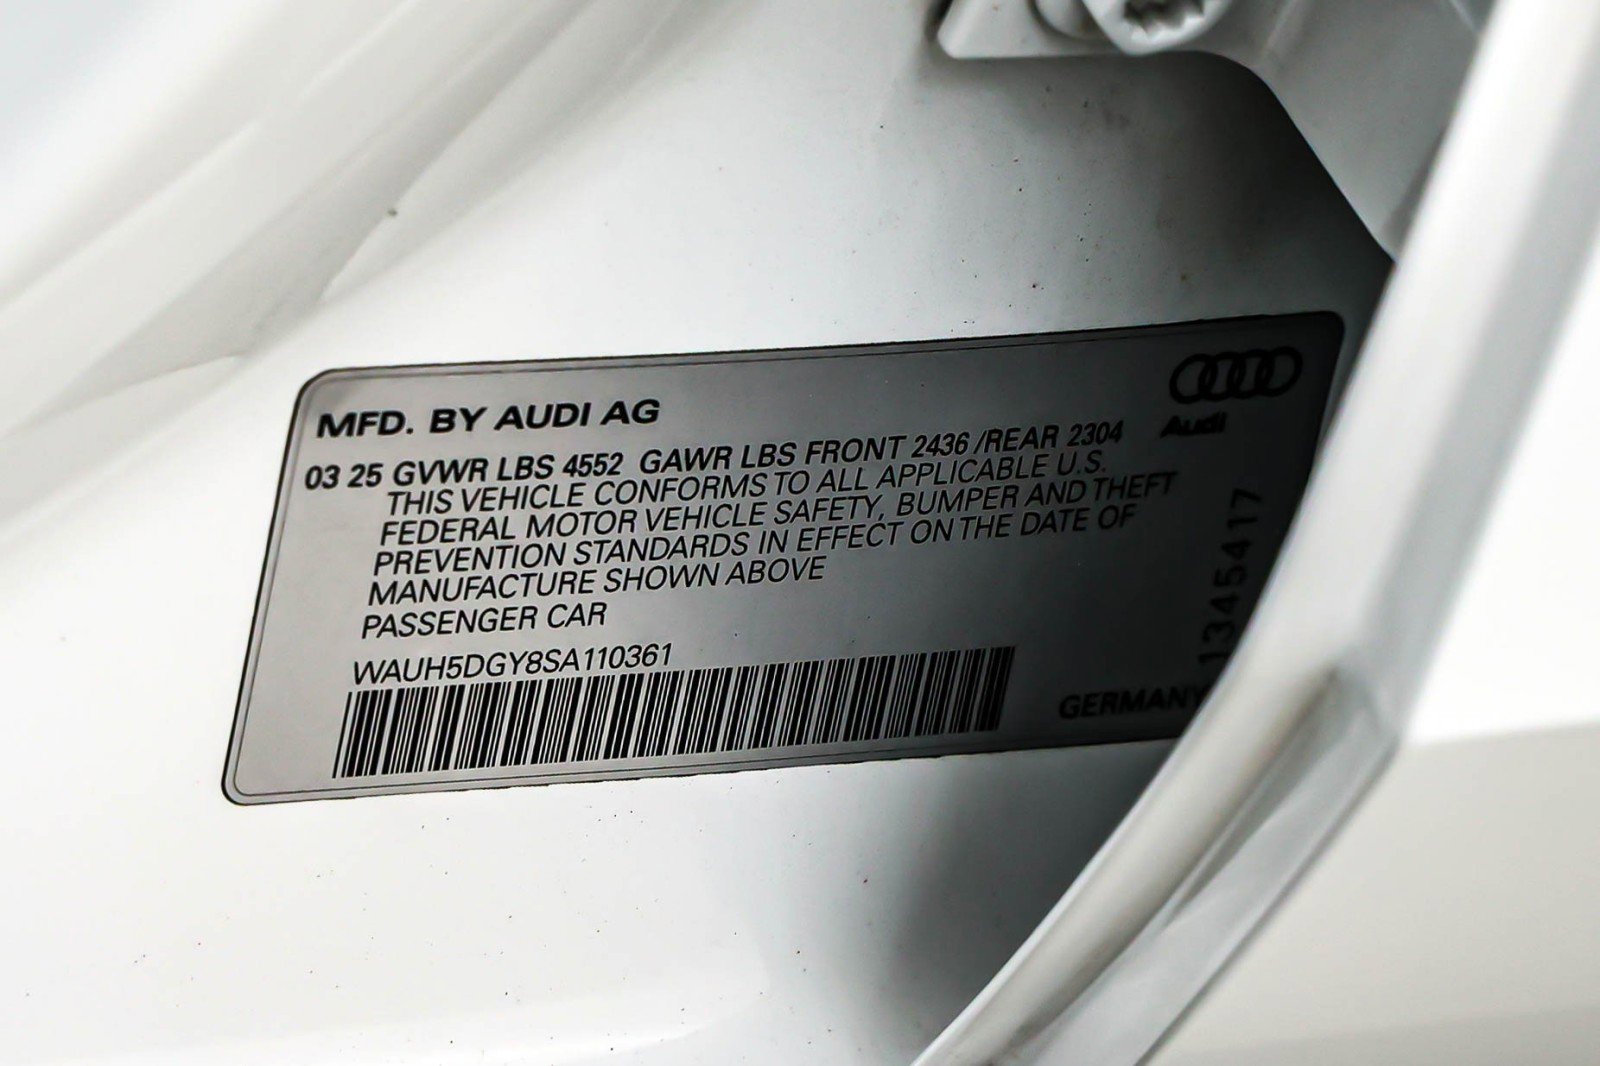 MFD. BY AUDI AG
Audi
03 25 GVWR LBS 4552 GAWR LBS FRONT 2436 /REAR 2304
THIS VEHICLE CONFORMS TO ALL APPLICABLE U.S.
FEDERAL MOTOR VEHICLE SAFETY, BUMPER AND THEFT
PREVENTION STANDARDS IN EFFECT ON THE DATE OF
MANUFACTURE SHOWN ABOVE
PASSENGER CAR
WAUH5DGY8SA110361
GERMANY
1345417